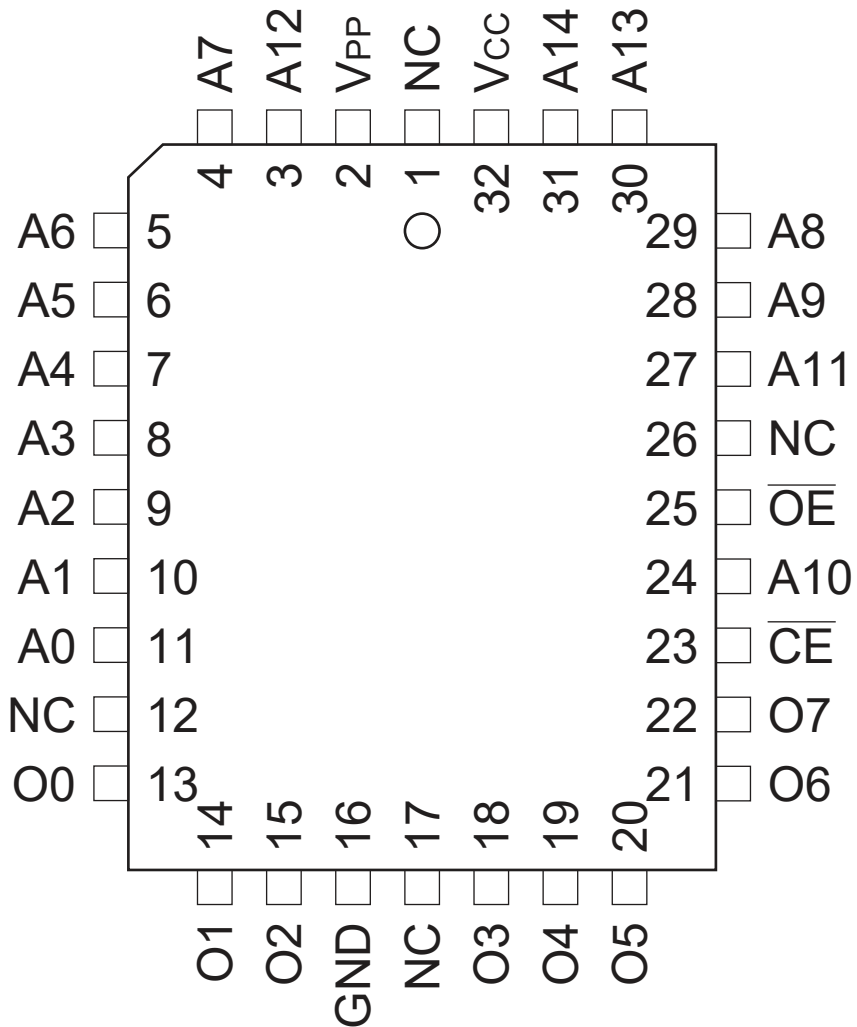 A7 A12 VPP NC VCC A14 A13
4 3 2 1 32 31 30
A6 5 29 A8
A5 6 28 A9
A4 7 27 A11
A3 8 26 NC
A2 9 25 O̅E̅
A1 10 24 A10
A0 11 23 C̅E̅
NC 12 22 O7
O0 13 21 O6
14 15 16 17 18 19 20
O1 O2 GND NC O3 O4 O5